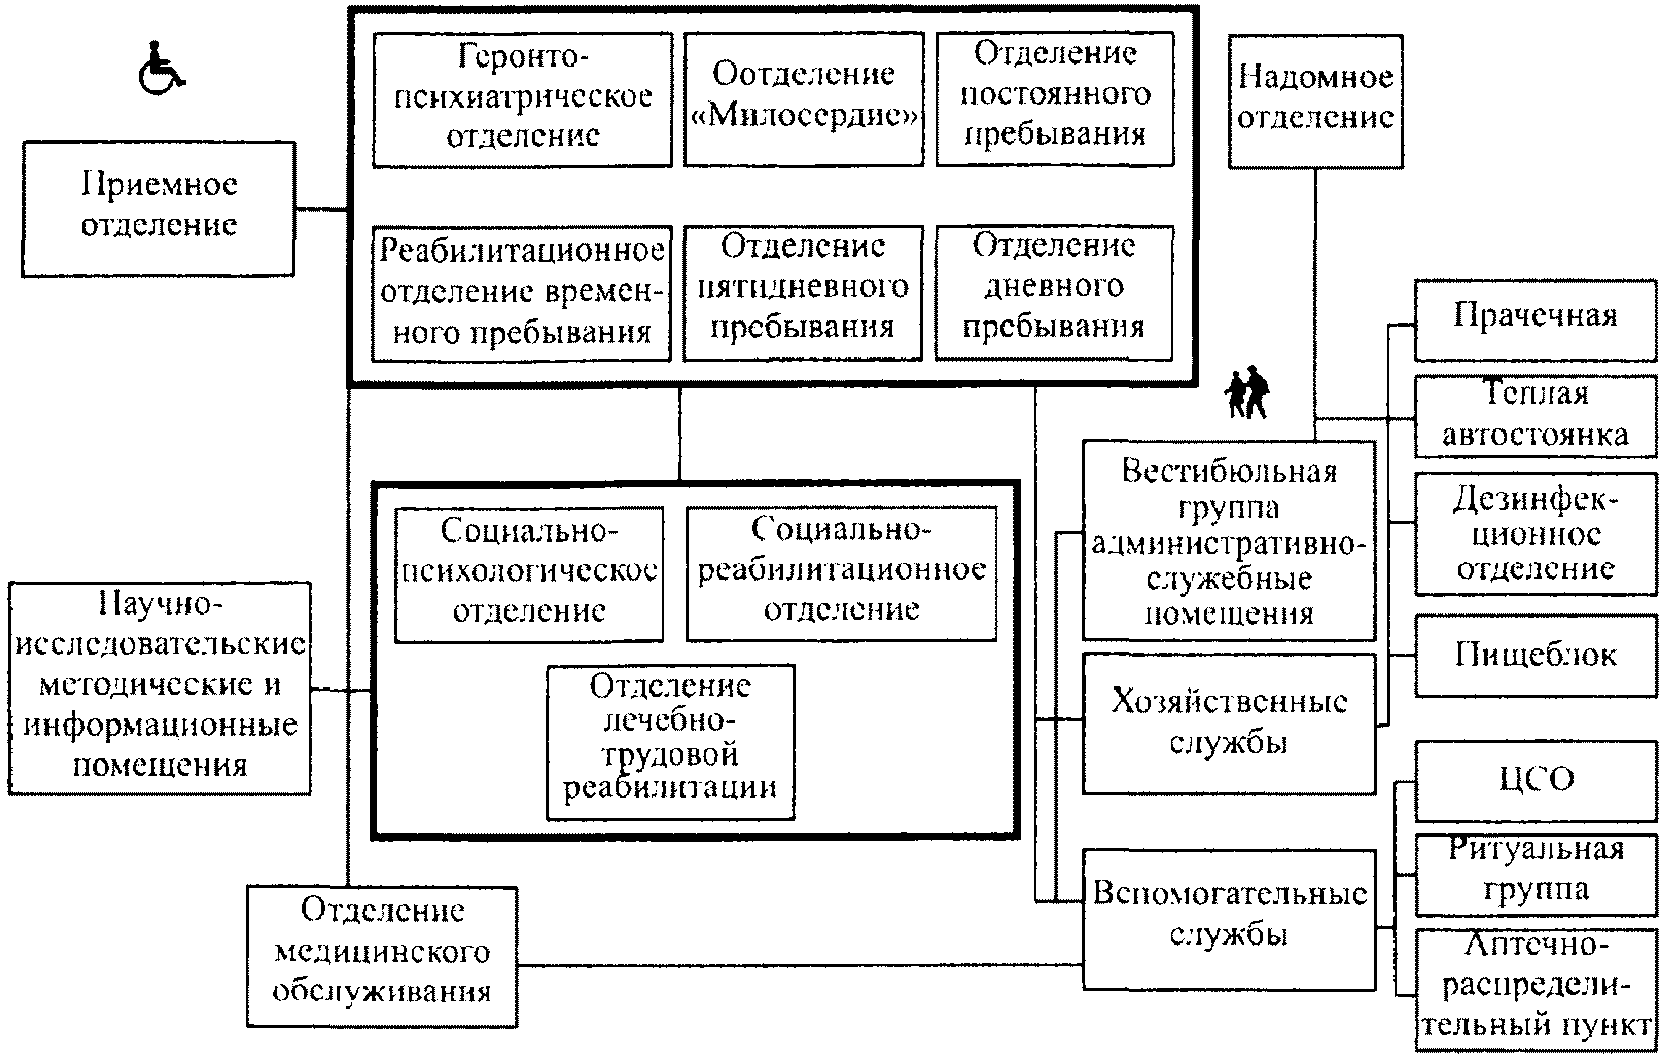 Приемное
отделение
Геронто-
психиатрическое
отделение
Оотделение
«Милосердие»
Отделение
постоянного
пребывания
Реабилитационное
отделение времен-
ного пребывания
Отделение
пятидневного
пребывания
Отделение
дневного
пребывания
Надомное
отделение
Научно-
исследовательские
методические и
информационные
помещения
Социально-
психологическое
отделение
Социально-
реабилитационное
отделение
Отделение
лечебно-
трудовой
реабилитации
Отделение
медицинского
обслуживания
Вестибюльная
группа
административно-
служебные
помещения
Хозяйственные
службы
Вспомогательные
службы
Прачечная
Теплая
автостоянка
Дезинфек-
ционное
отделение
Пищеблок
ЦСО
Ритуальная
группа
Аптечно-
распредели-
тельный пункт